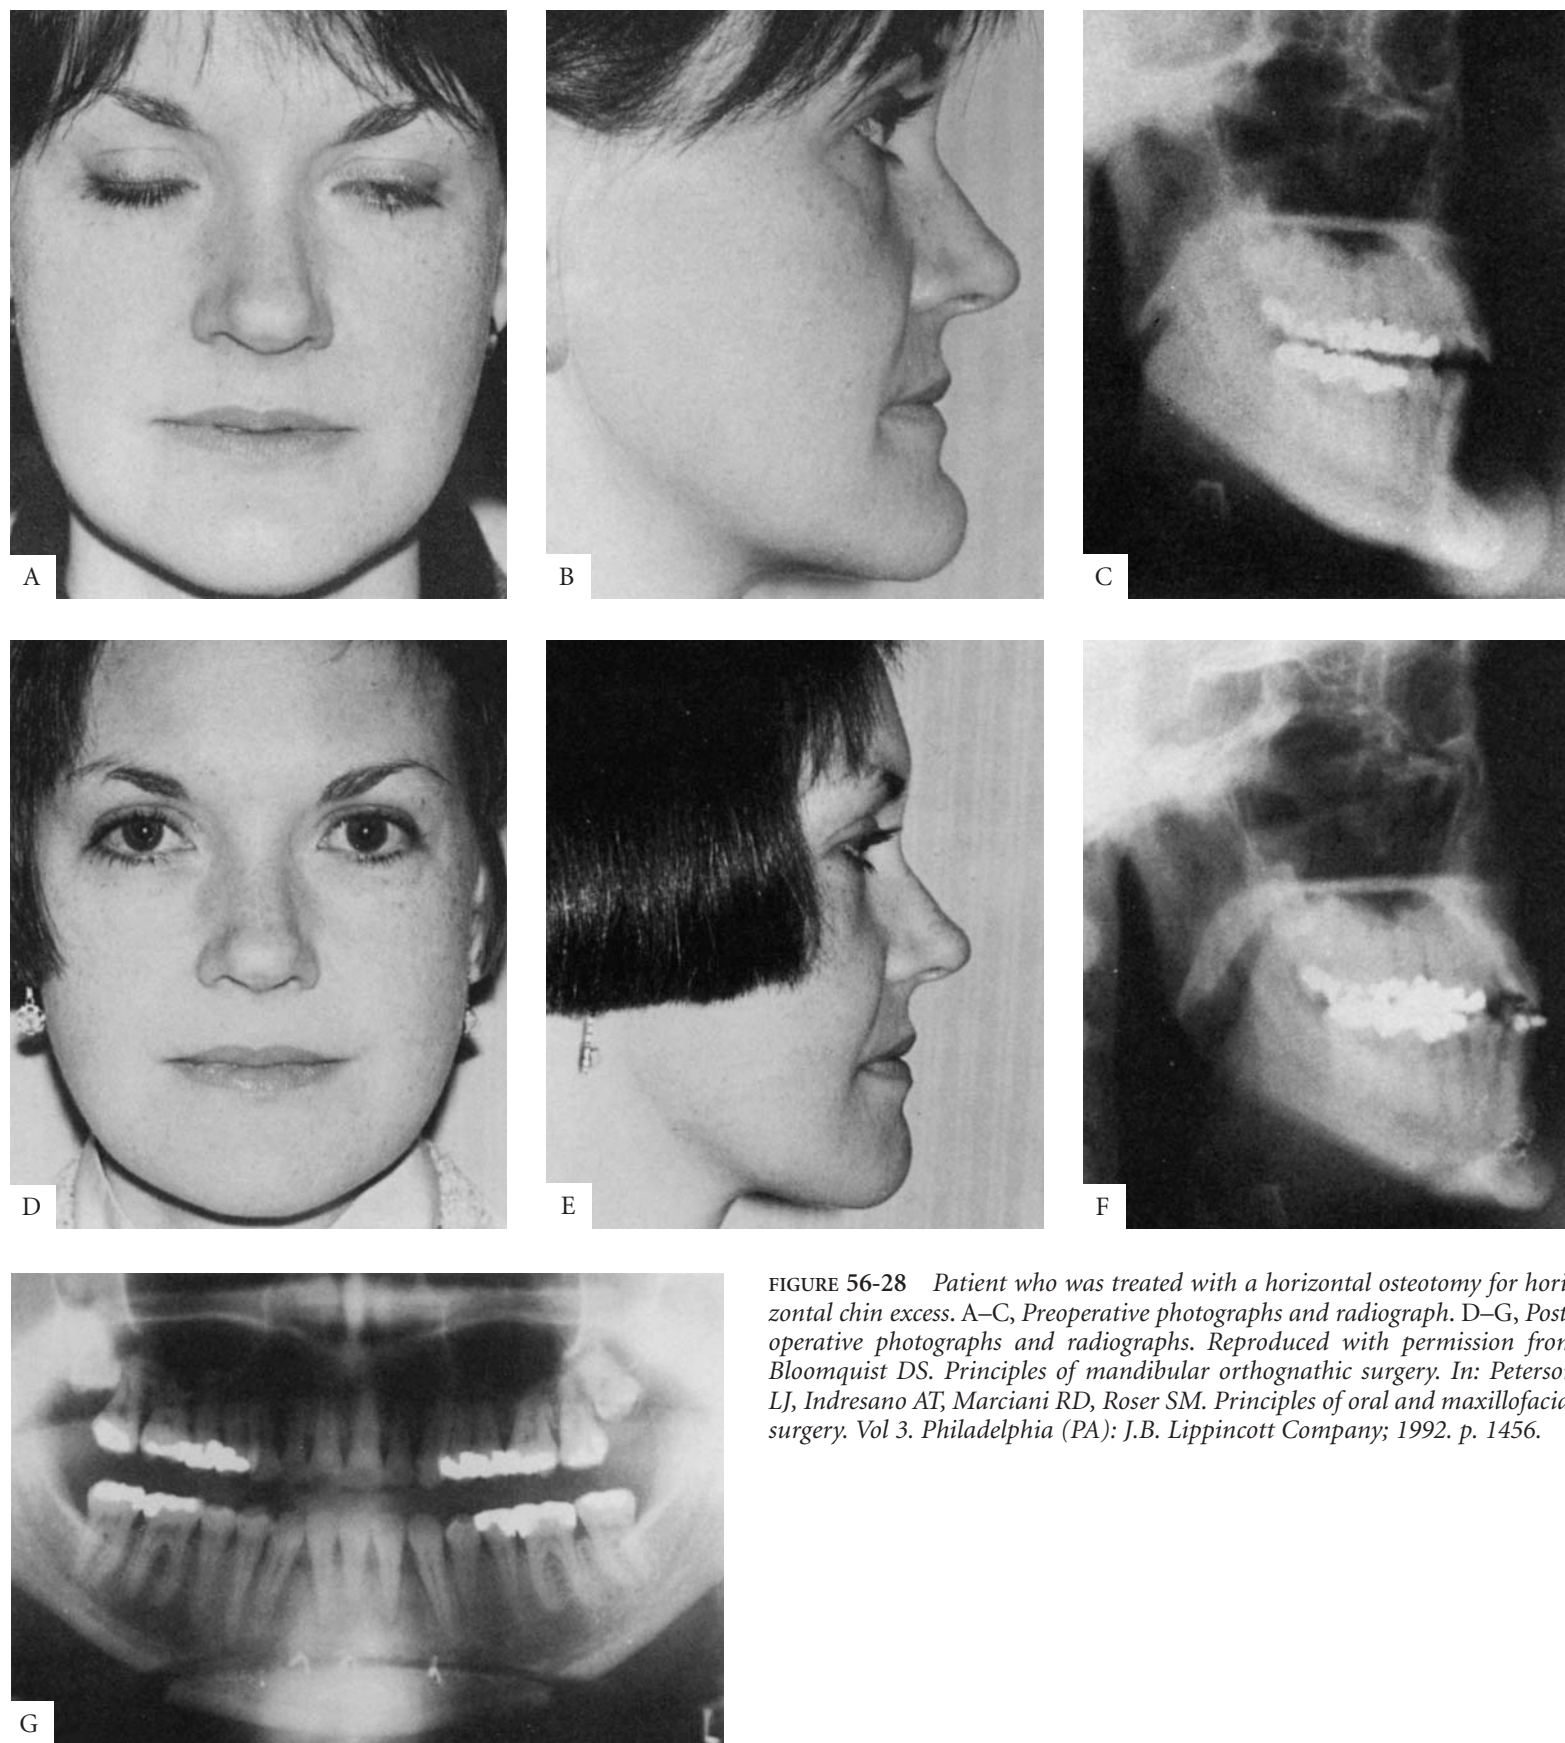 A
B
C
D
E
F
G
L
FIGURE 56-28 Patient who was treated with a horizontal osteotomy for hori
zontal chin excess. A–C, Preoperative photographs and radiograph. D–G, Post
operative photographs and radiographs. Reproduced with permission from
Bloomquist DS. Principles of mandibular orthognathic surgery. In: Peterso
LJ, Indresano AT, Marciani RD, Roser SM. Principles of oral and maxillofacia
surgery. Vol 3. Philadelphia (PA): J.B. Lippincott Company; 1992. p. 1456.